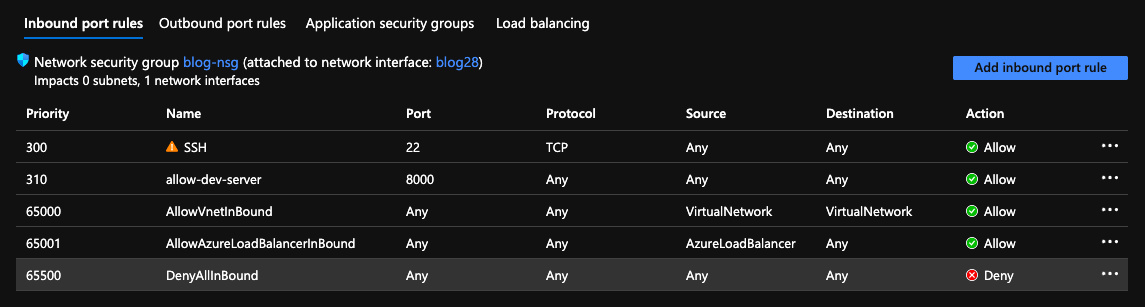 Inbound port rules Outbound port rules Application security groups Load balancing
Network security group blog-nsg (attached to network interface: blog28)
Impacts 0 subnets, 1 network interfaces
Add inbound port rule
Priority Name Port Protocol Source Destination Action
300 SSH 22 TCP Any Any Allow
310 allow-dev-server 8000 Any Any Any Allow
65000 AllowVnetInBound Any Any VirtualNetwork VirtualNetwork Allow
65001 AllowAzureLoadBalancerInBound Any Any AzureLoadBalancer Any Allow
65500 DenyAllInBound Any Any Any Any Deny